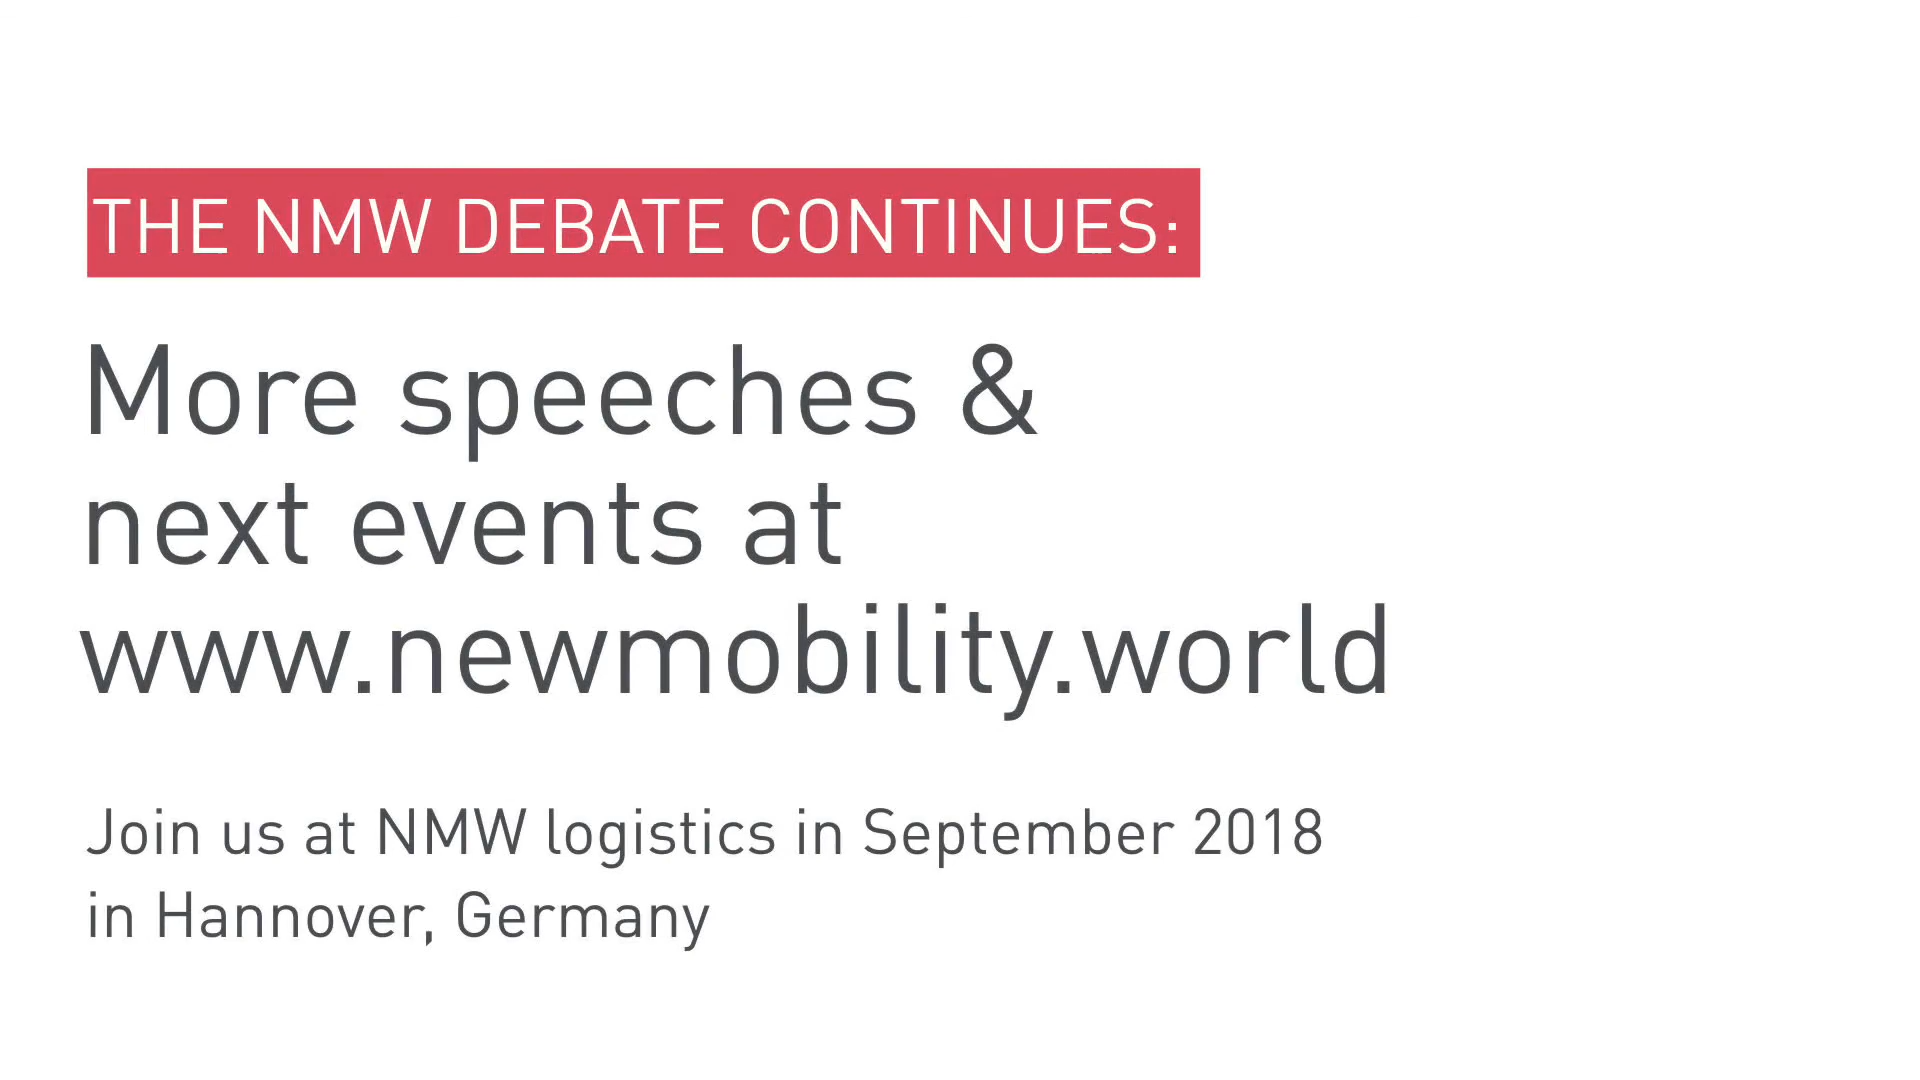 THE NMW DEBATE CONTINUES:
More speeches &
next events at
www.newmobility.world
Join us at NMW logistics in September 2018
in Hannover, Germany